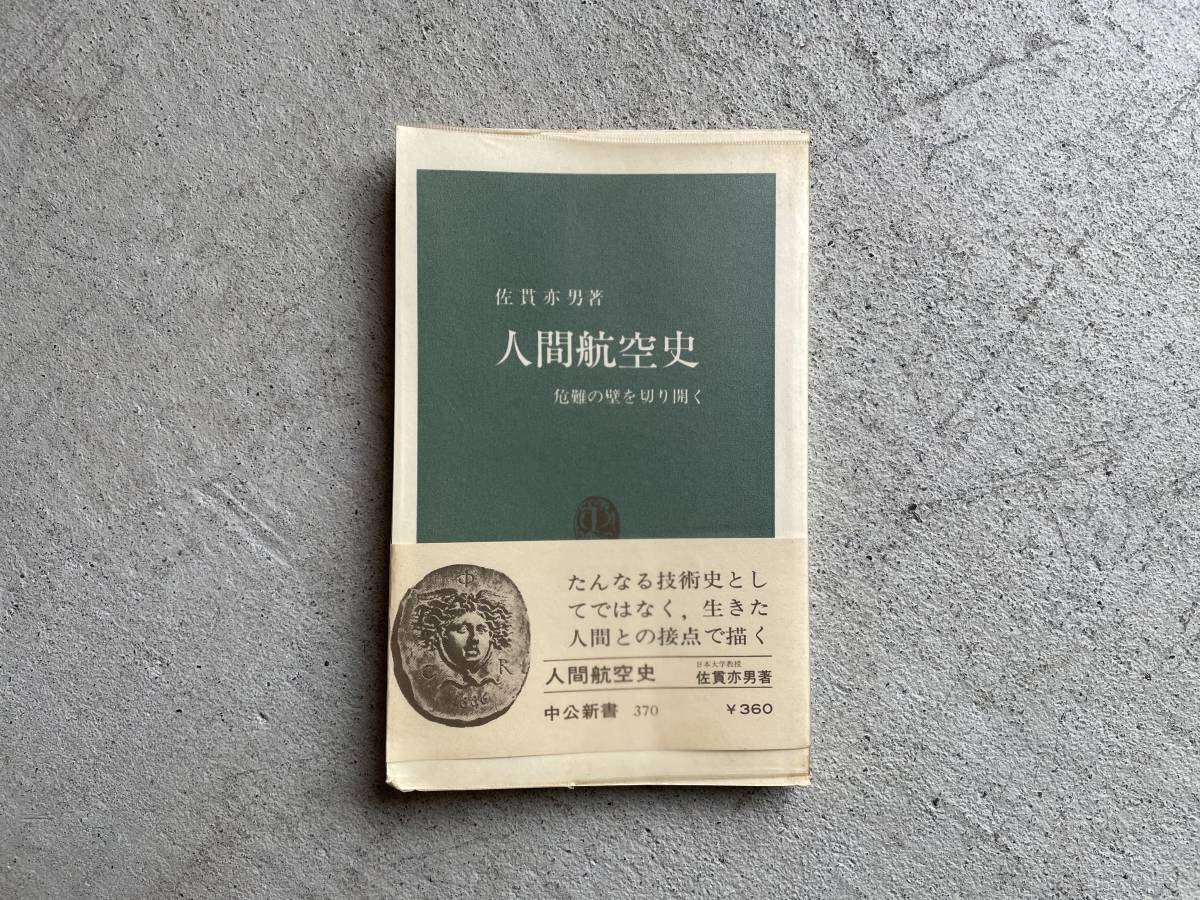 佐貫亦男著
人間航空史
危難の壁を切り開く
たんなる技術史とし
てではなく，生きた
人間との接点で描く
人間航空史
日本大学教授
佐貫亦男著
中公新書 370 ￥360
Φ
C R